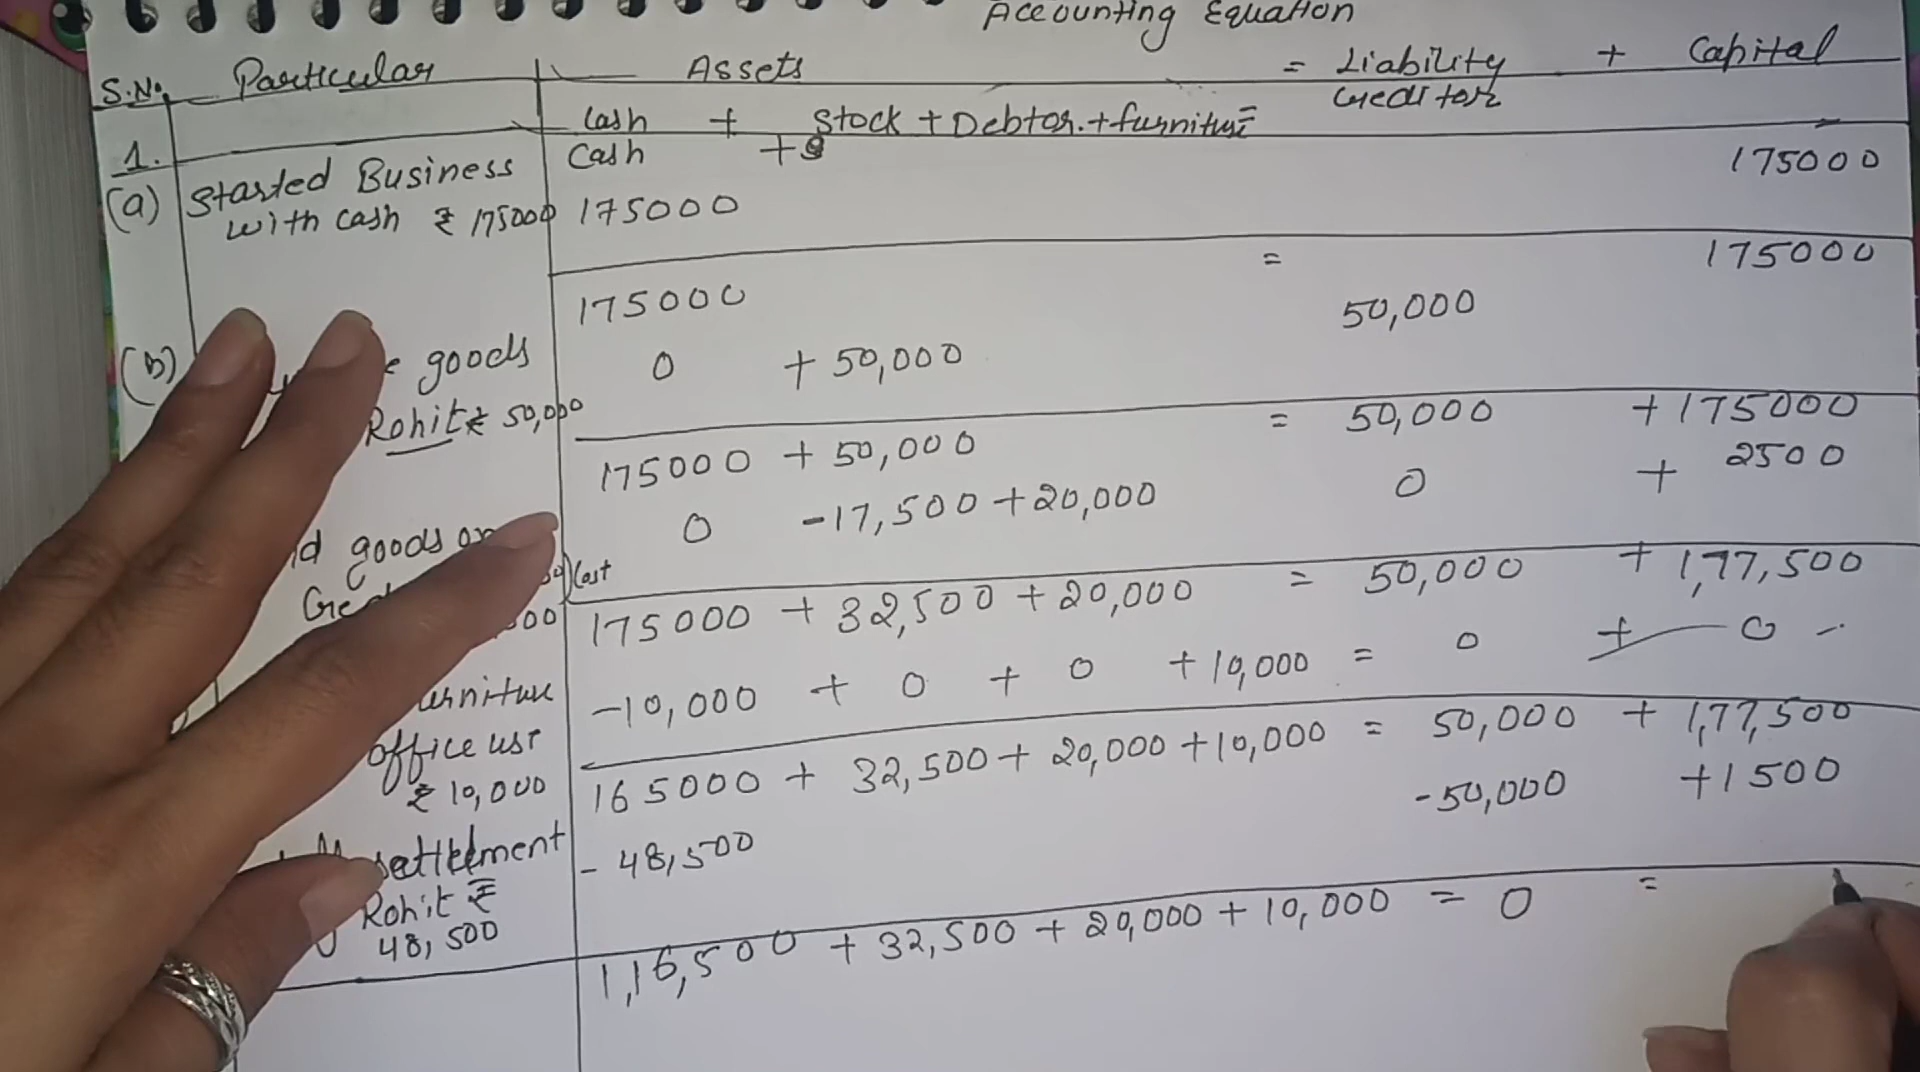 Accounting Equation
S.No. Particular Assets = Liability + Capital
Cash + Stock + Debtor. + furniture = Creditors
1. Cash +
(a) Started Business 175000
with cash ₹ 175000 175000
175000 = 175000
(b) goods 0 + 50,000 50,000
Rohit ₹ 50,000
175000 + 50,000 = 50,000 + 175000
goods on 0 - 17,500 + 20,000 0 + 2500
Cost
175000 + 32,500 + 20,000 = 50,000 + 1,77,500
-10,000 + 0 + 0 + 10,000 = 0 + 0
office use
₹ 10,000 165000 + 32,500 + 20,000 + 10,000 = 50,000 + 1,77,500
settlement - 48,500 - 50,000 + 1500
Rohit ₹
48,500
1,16,500 + 32,500 + 20,000 + 10,000 = 0 =